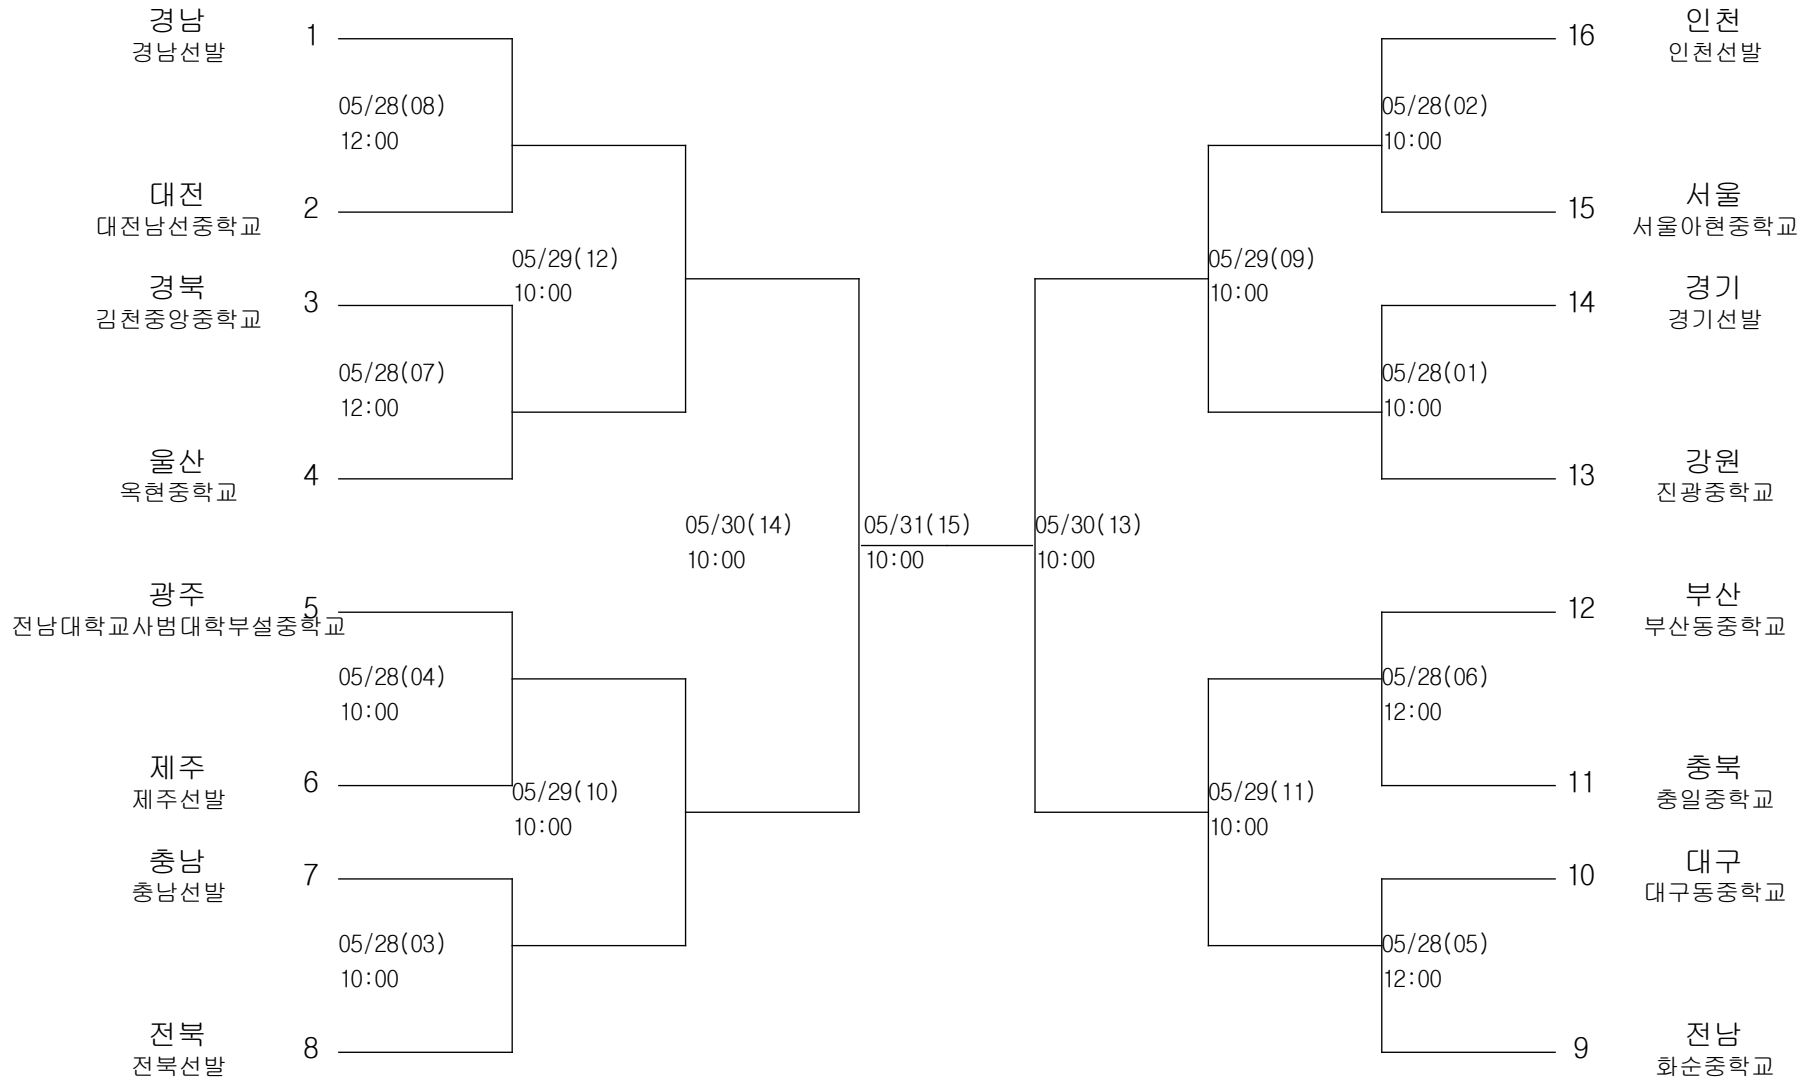 경남
경남선발
1
05/28(08)
12:00
대전
대전남선중학교
2
05/29(12)
10:00
경북
김천중앙중학교
3
05/28(07)
12:00
울산
옥현중학교
4
05/30(14)
10:00
광주
전남대학교사범대학부설중학교
5
05/28(04)
10:00
제주
제주선발
6
05/29(10)
10:00
충남
충남선발
7
05/28(03)
10:00
전북
전북선발
8
05/31(15)
10:00
16
인천
인천선발
05/28(02)
10:00
15
서울
서울아현중학교
05/29(09)
10:00
14
경기
경기선발
05/28(01)
10:00
13
강원
진광중학교
05/30(13)
10:00
12
부산
부산동중학교
05/28(06)
12:00
11
충북
충일중학교
05/29(11)
10:00
10
대구
대구동중학교
05/28(05)
12:00
9
전남
화순중학교